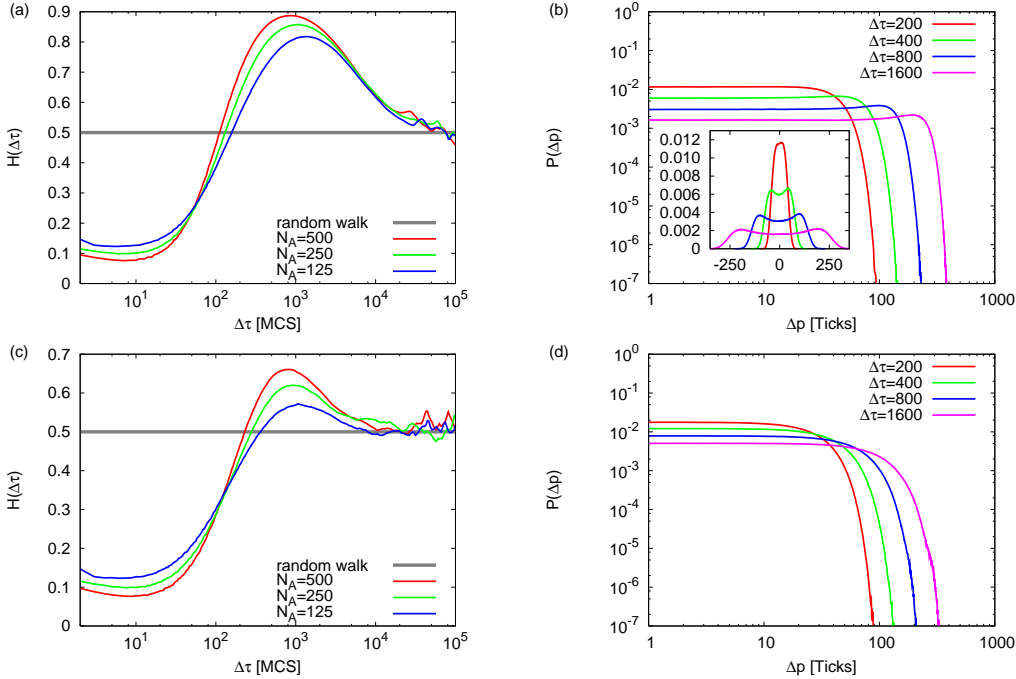 (a)
0.9
0.8
0.7
0.6
0.5
0.4
0.3
0.2
0.1
0
H(Δτ)
random walk
N_A=500
N_A=250
N_A=125
10^1
10^2
10^3
10^4
10^5
Δτ [MCS]
(b)
10^0
10^-1
10^-2
10^-3
10^-4
10^-5
10^-6
10^-7
P(Δp)
Δτ=200
Δτ=400
Δτ=800
Δτ=1600
0.012
0.010
0.008
0.006
0.004
0.002
0
-250
0
250
1
10
100
1000
Δp [Ticks]
(c)
0.7
0.6
0.5
0.4
0.3
0.2
0.1
0
H(Δτ)
random walk
N_A=500
N_A=250
N_A=125
10^1
10^2
10^3
10^4
10^5
Δτ [MCS]
(d)
10^0
10^-1
10^-2
10^-3
10^-4
10^-5
10^-6
10^-7
P(Δp)
Δτ=200
Δτ=400
Δτ=800
Δτ=1600
1
10
100
1000
Δp [Ticks]